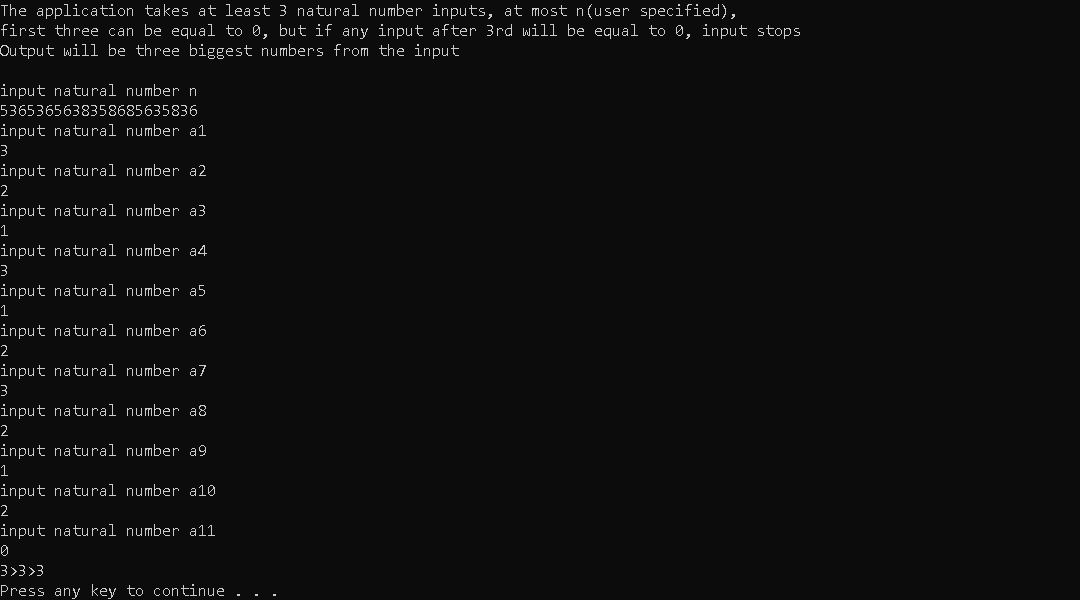 The application takes at least 3 natural number inputs, at most n(user specified),
first three can be equal to 0, but if any input after 3rd will be equal to 0, input stops
Output will be three biggest numbers from the input
input natural number n
5365365638358685635836
input natural number a1
3
input natural number a2
2
input natural number a3
1
input natural number a4
3
input natural number a5
1
input natural number a6
2
input natural number a7
3
input natural number a8
2
input natural number a9
1
input natural number a10
2
input natural number a11
0
3>3>3
Press any key to continue . . .